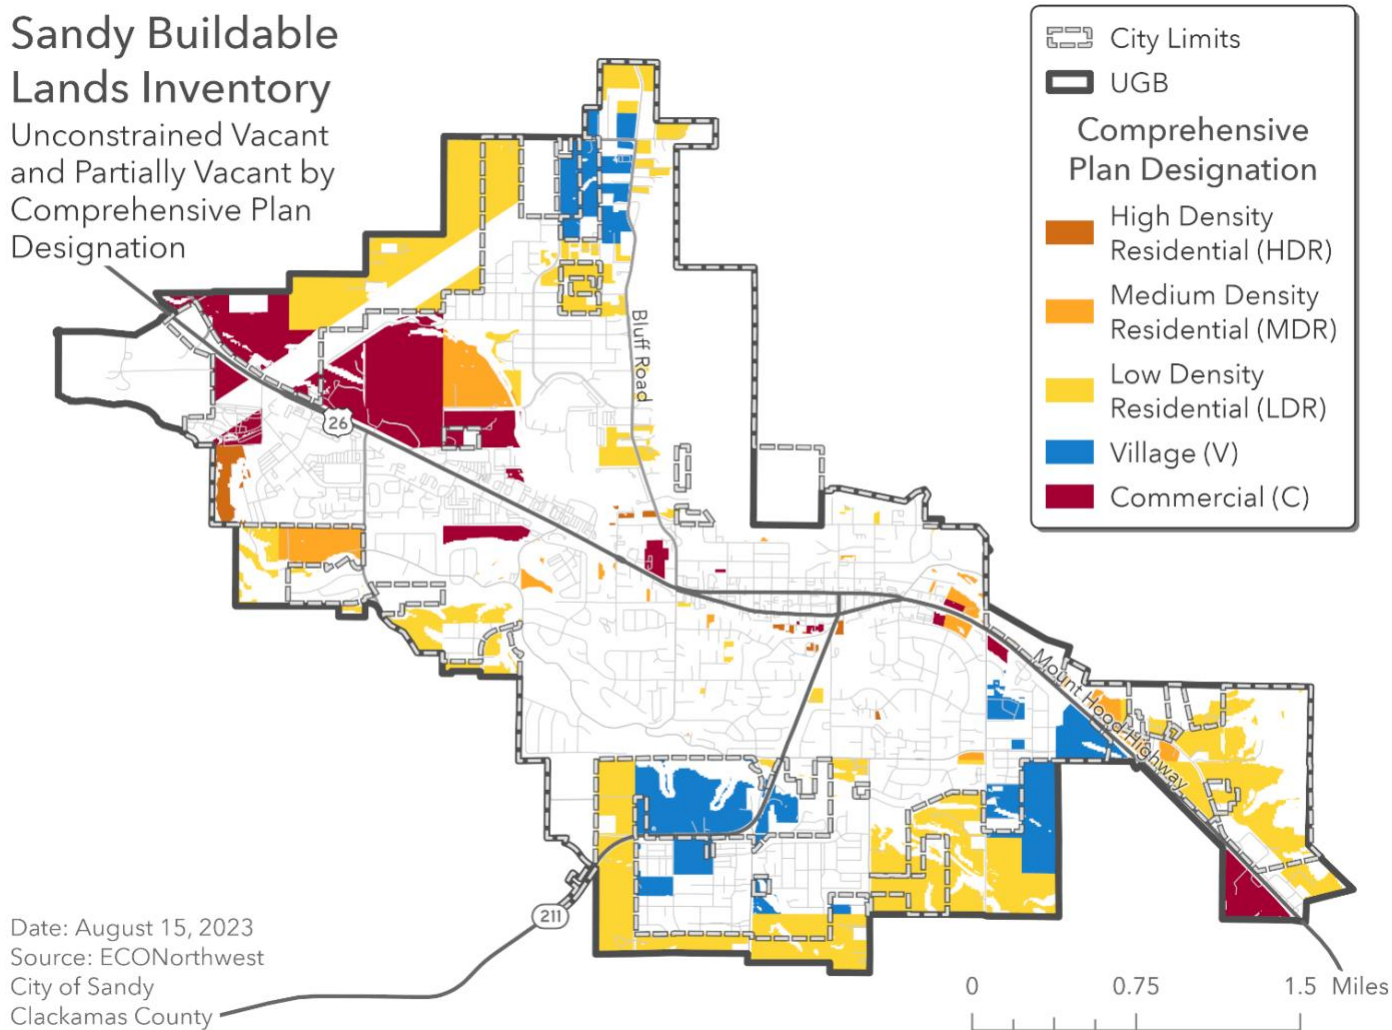 Sandy Buildable
Lands Inventory
Unconstrained Vacant
and Partially Vacant by
Comprehensive Plan
Designation
City Limits
UGB
Comprehensive
Plan Designation
High Density
Residential (HDR)
Medium Density
Residential (MDR)
Low Density
Residential (LDR)
Village (V)
Commercial (C)
Bluff Road
26
Mount Hood Highway
211
Date: August 15, 2023
Source: ECONorthwest
City of Sandy
Clackamas County
0 0.75 1.5 Miles